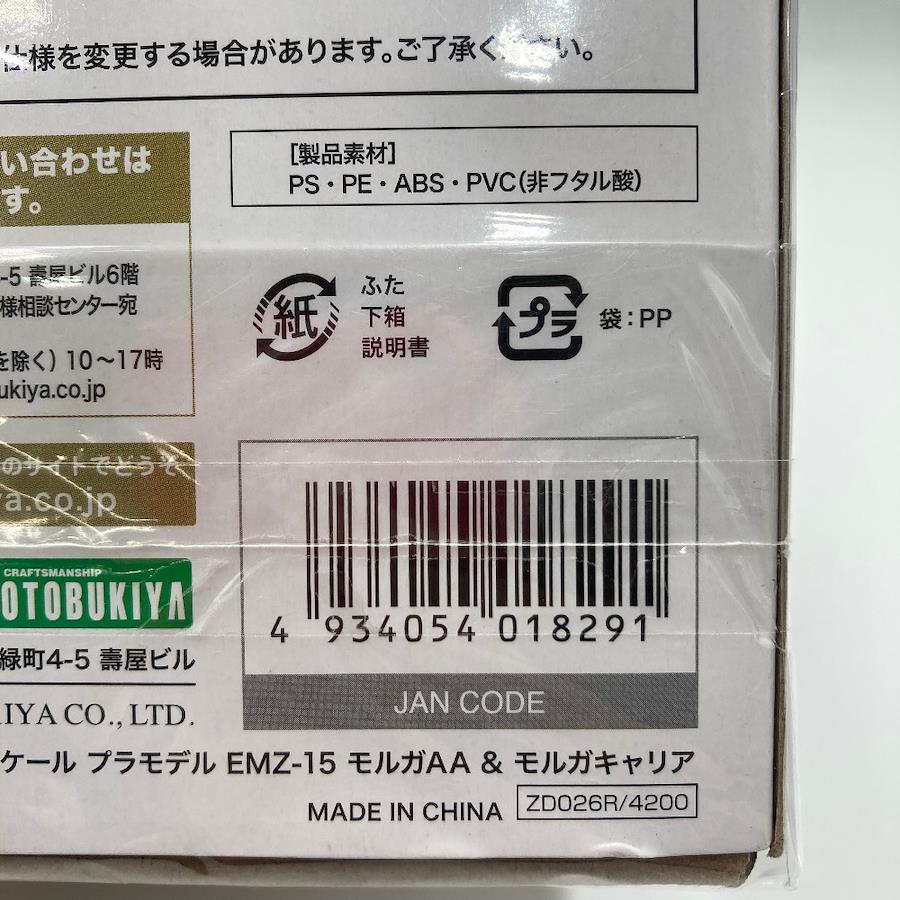 仕様を変更する場合があります。ご了承ください。
い合わせは
す。
[製品素材]
PS・PE・ABS・PVC(非フタル酸)
-5 壽屋ビル6階
様相談センター宛
を除く) 10〜17時
ukiya.co.jp
紙
ふた
下箱
説明書
プラ
袋:PP
のサイトでどうぞ
ya.co.jp
CRAFTSMANSHIP
OTOBUKIYA
緑町4-5 壽屋ビル
IYA CO., LTD.
4 934054 018291
JAN CODE
ケール プラモデル EMZ-15 モルガAA & モルガキャリア
MADE IN CHINA
ZD026R/4200